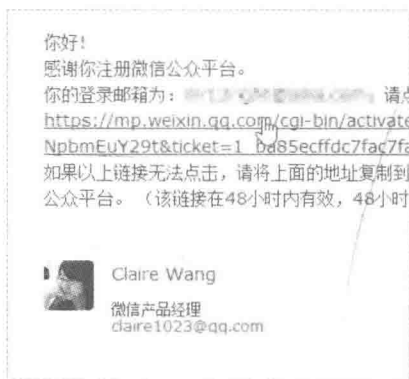 你好！
感谢你注册微信公众平台。
你的登录邮箱为： 请点
https://mp.weixin.qq.com/cgi-bin/activate
NpbmEuY29t&ticket=1_ba85ecffdc7fac7fa
如果以上链接无法点击，请将上面的地址复制到
公众平台。（该链接在48小时内有效，48小时
Claire Wang
微信产品经理
claire1023@qq.com